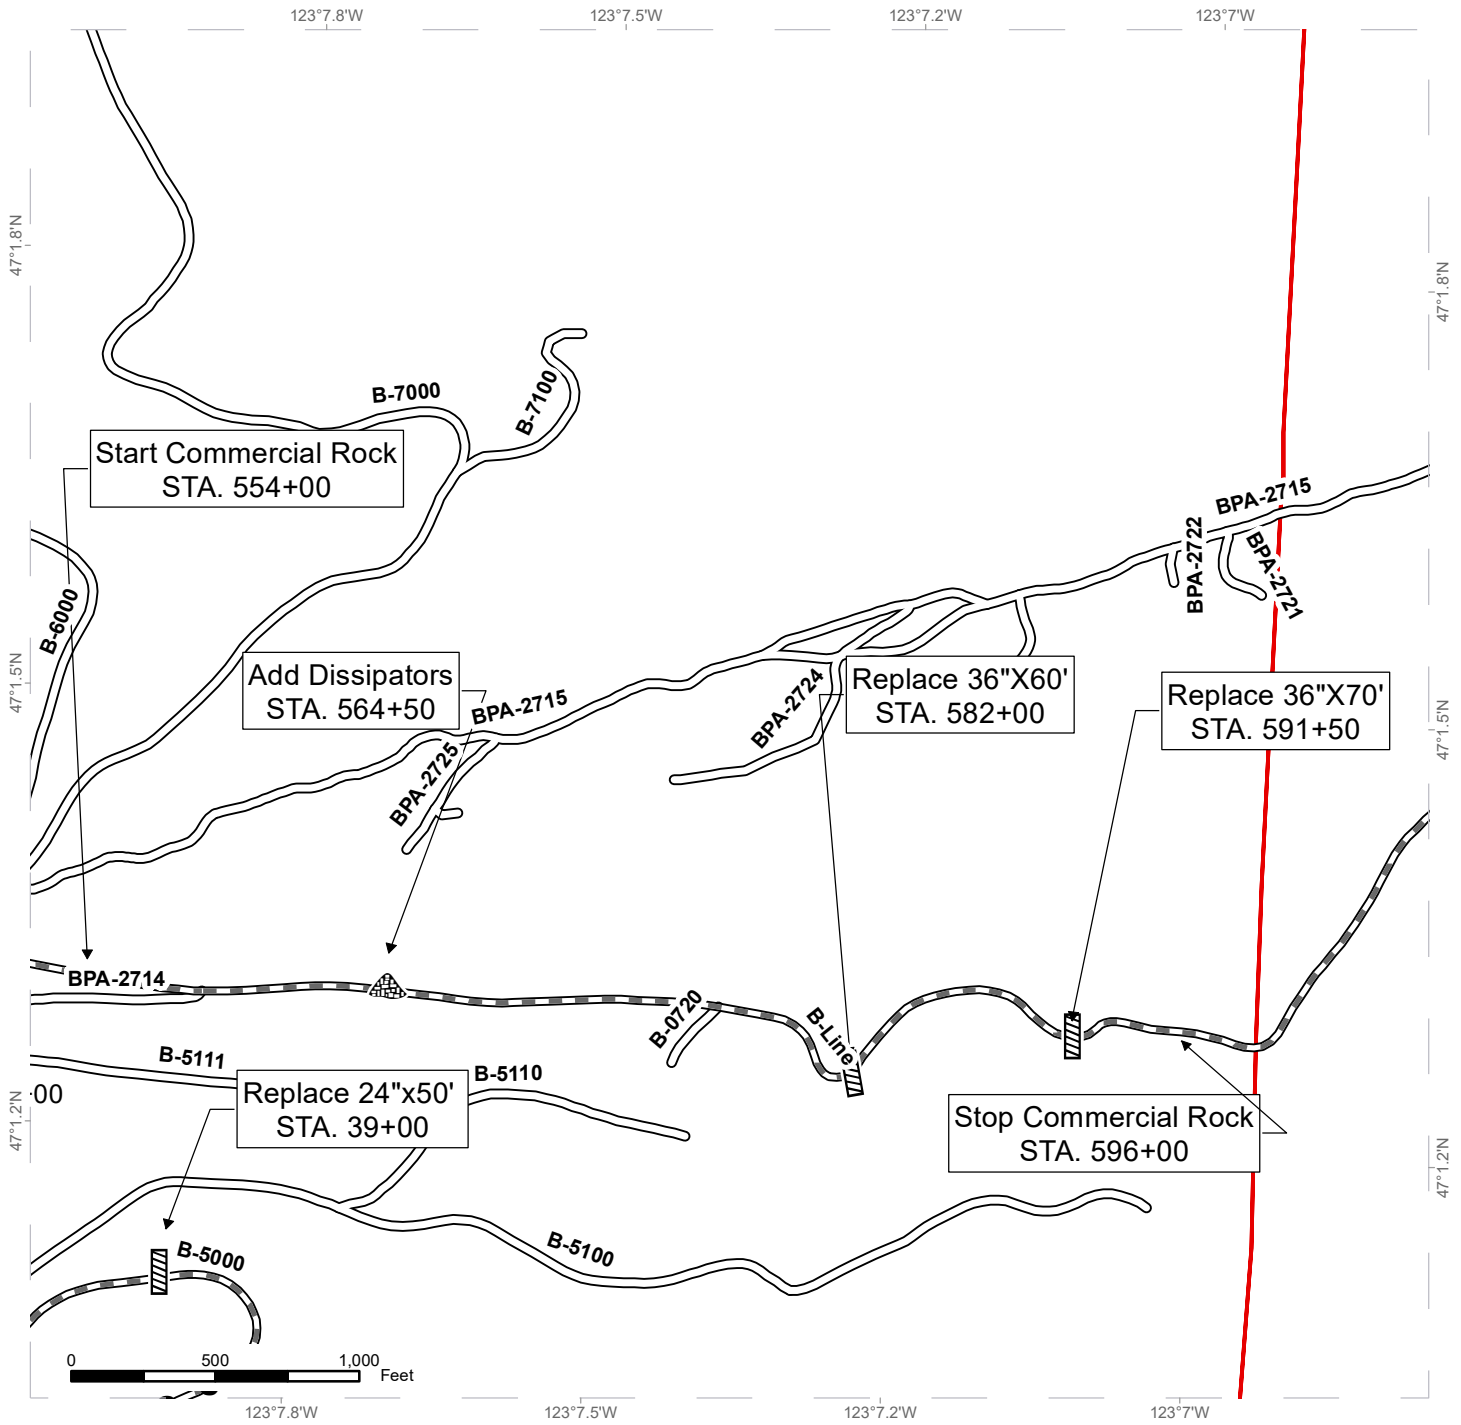 123°7.8'W
123°7.5'W
123°7.2'W
123°7'W
47°1.8'N
47°1.8'N
B-7000
B-7100
Start Commercial Rock
STA. 554+00
BPA-2715
BPA-2722
BPA-2721
B-6000
47°1.5'N
Add Dissipators
STA. 564+50
BPA-2715
BPA-2724
Replace 36"X60'
STA. 582+00
Replace 36"X70'
STA. 591+50
47°1.5'N
BPA-2725
BPA-2714
B-0720
B-Line
B-5111
B-5110
-00
Replace 24"x50'
STA. 39+00
47°1.2'N
Stop Commercial Rock
STA. 596+00
47°1.2'N
B-5000
B-5100
0
500
1,000
Feet
123°7.8'W
123°7.5'W
123°7.2'W
123°7'W